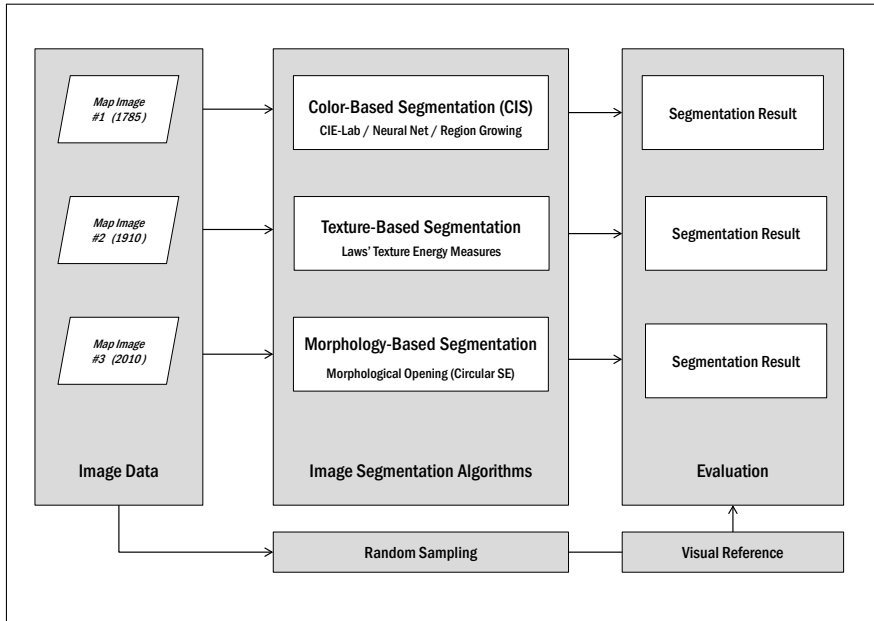 Map Image
#1 (1785)
Color-Based Segmentation (CIS)
CIE-Lab / Neural Net / Region Growing
Segmentation Result
Map Image
#2 (1910)
Texture-Based Segmentation
Laws' Texture Energy Measures
Segmentation Result
Map Image
#3 (2010)
Morphology-Based Segmentation
Morphological Opening (Circular SE)
Segmentation Result
Image Data
Image Segmentation Algorithms
Evaluation
Random Sampling
Visual Reference